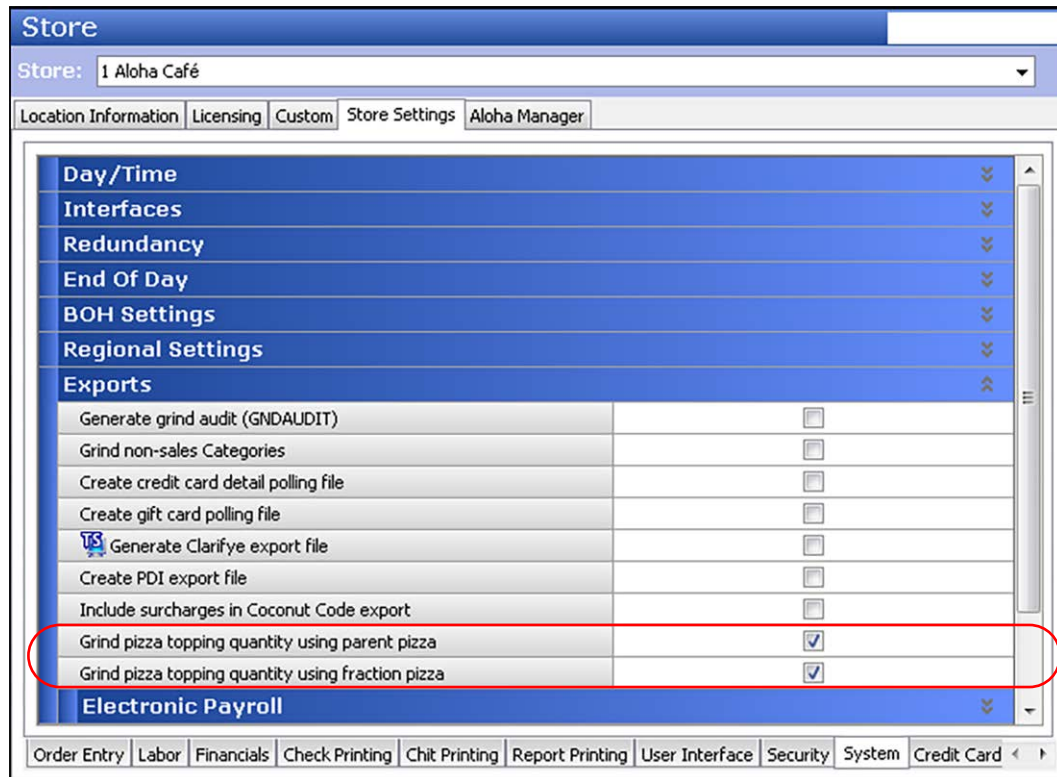 Store
Store: 1 Aloha Café
Location Information Licensing Custom Store Settings Aloha Manager
Day/Time
Interfaces
Redundancy
End Of Day
BOH Settings
Regional Settings
Exports
Generate grind audit (GNDAUDIT)
Grind non-sales Categories
Create credit card detail polling file
Create gift card polling file
TS Generate Clarifye export file
Create PDI export file
Include surcharges in Coconut Code export
Grind pizza topping quantity using parent pizza
Grind pizza topping quantity using fraction pizza
Electronic Payroll
Order Entry Labor Financials Check Printing Chit Printing Report Printing User Interface Security System Credit Card